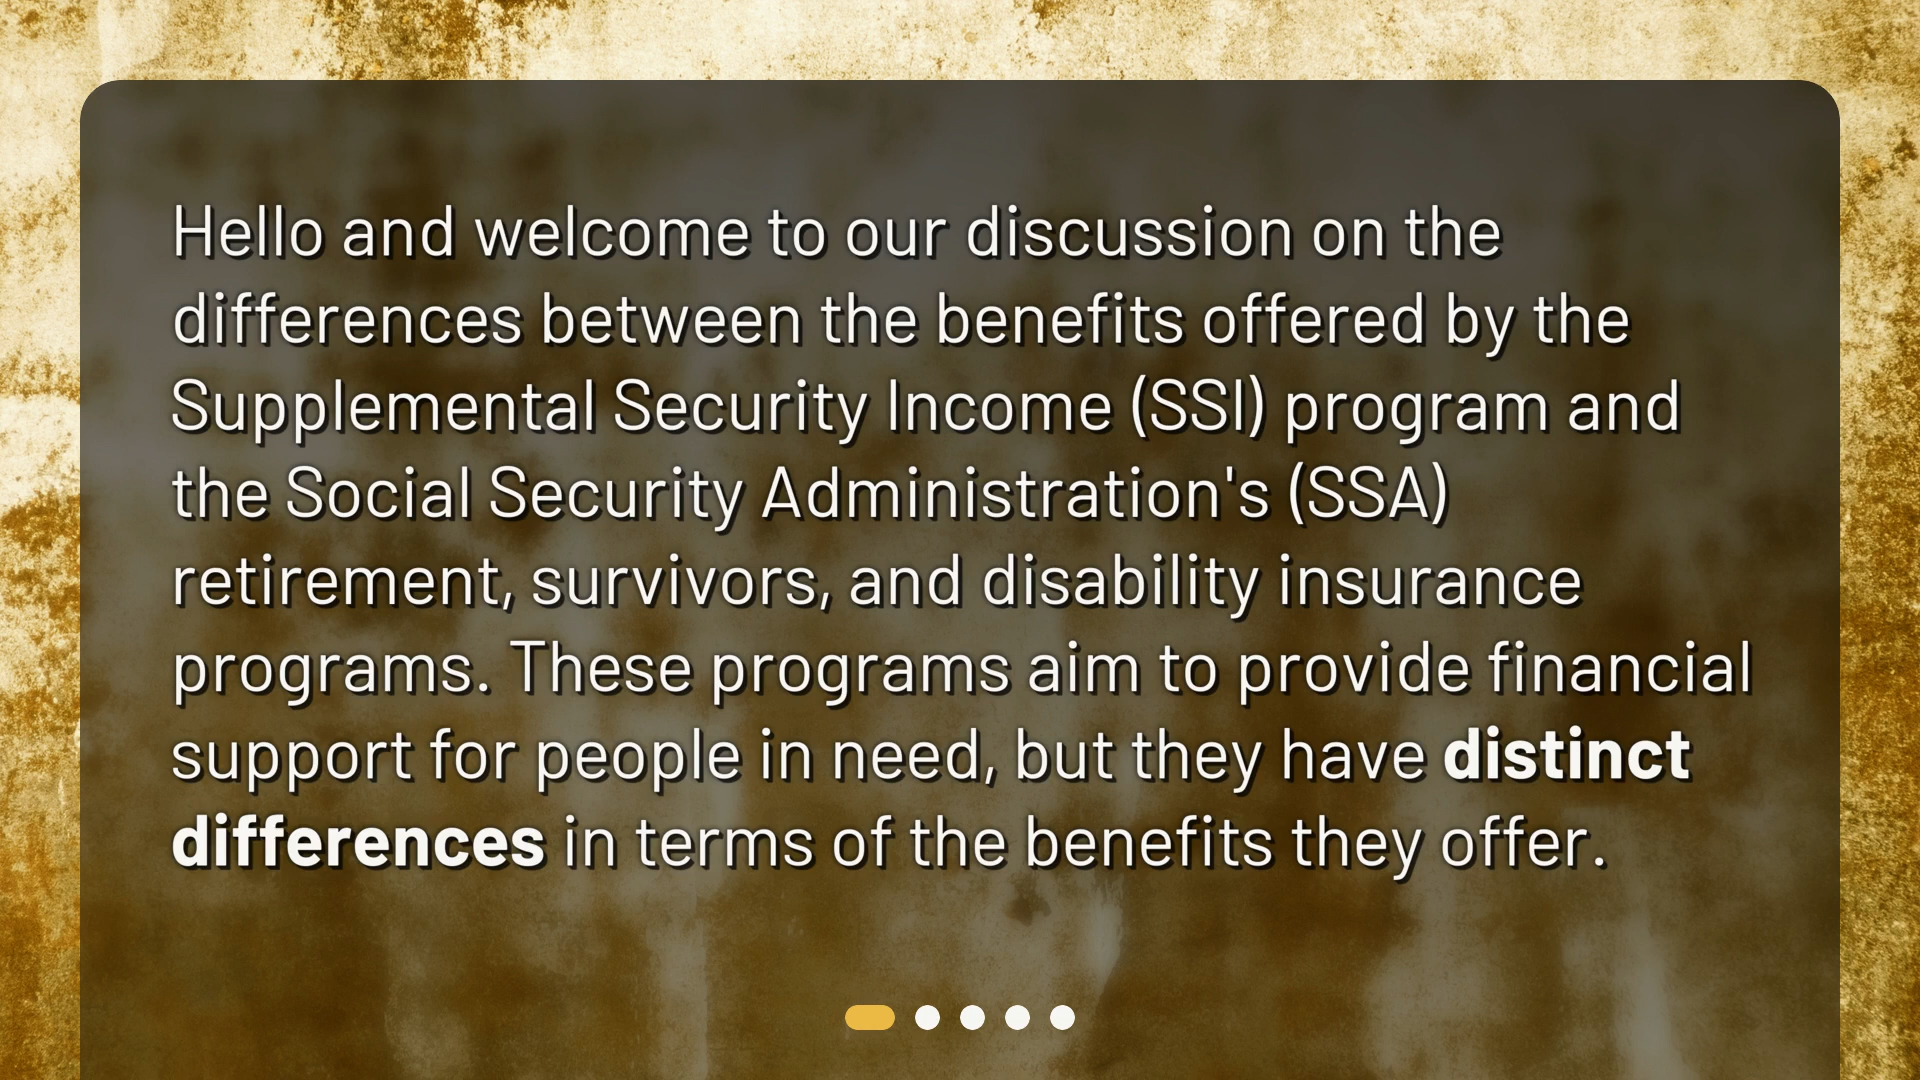 Hello and welcome to our discussion on the
differences between the benefits offered by the
Supplemental Security Income (SSI) program and
the Social Security Administration's (SSA)
retirement, survivors, and disability insurance
programs. These programs aim to provide financial
support for people in need, but they have distinct
differences in terms of the benefits they offer.